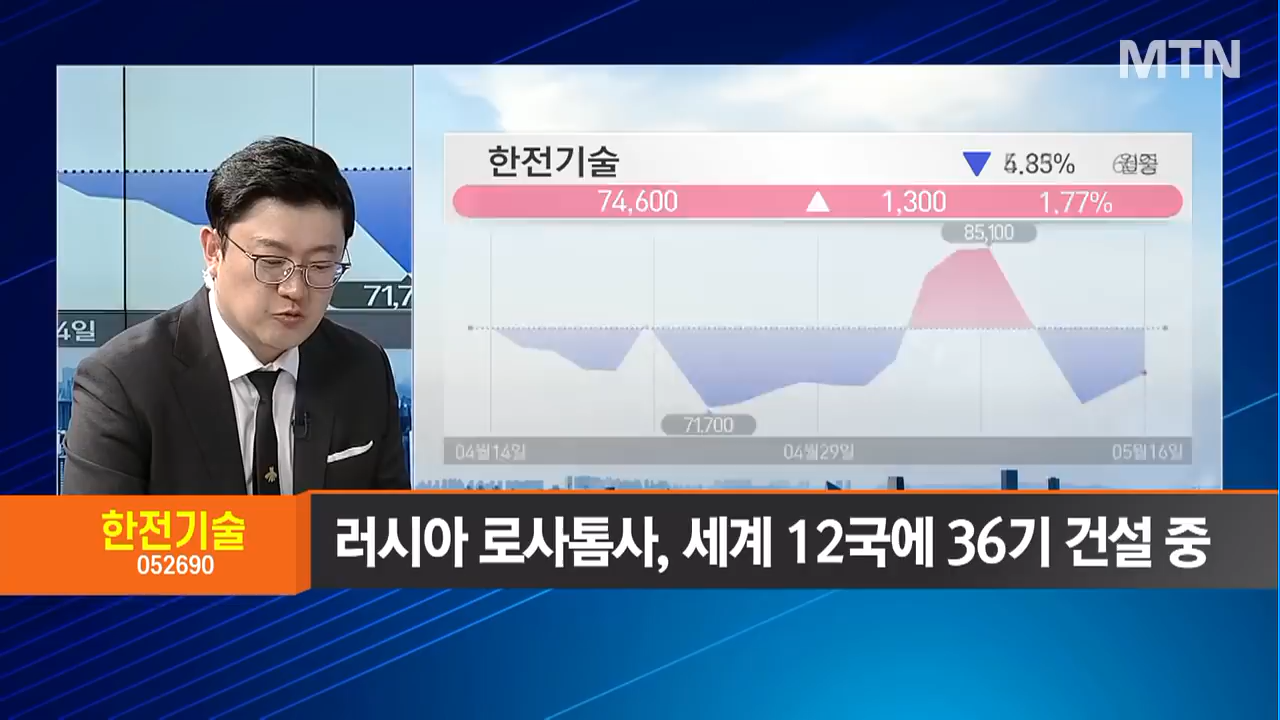 MTN
한전기술
74,600 ▲ 1,300 1.77%
85,100
71,7
4일
71,700
04월14일 04월29일 05월16일
한전기술
052690
러시아 로사톰사, 세계 12국에 36기 건설 중